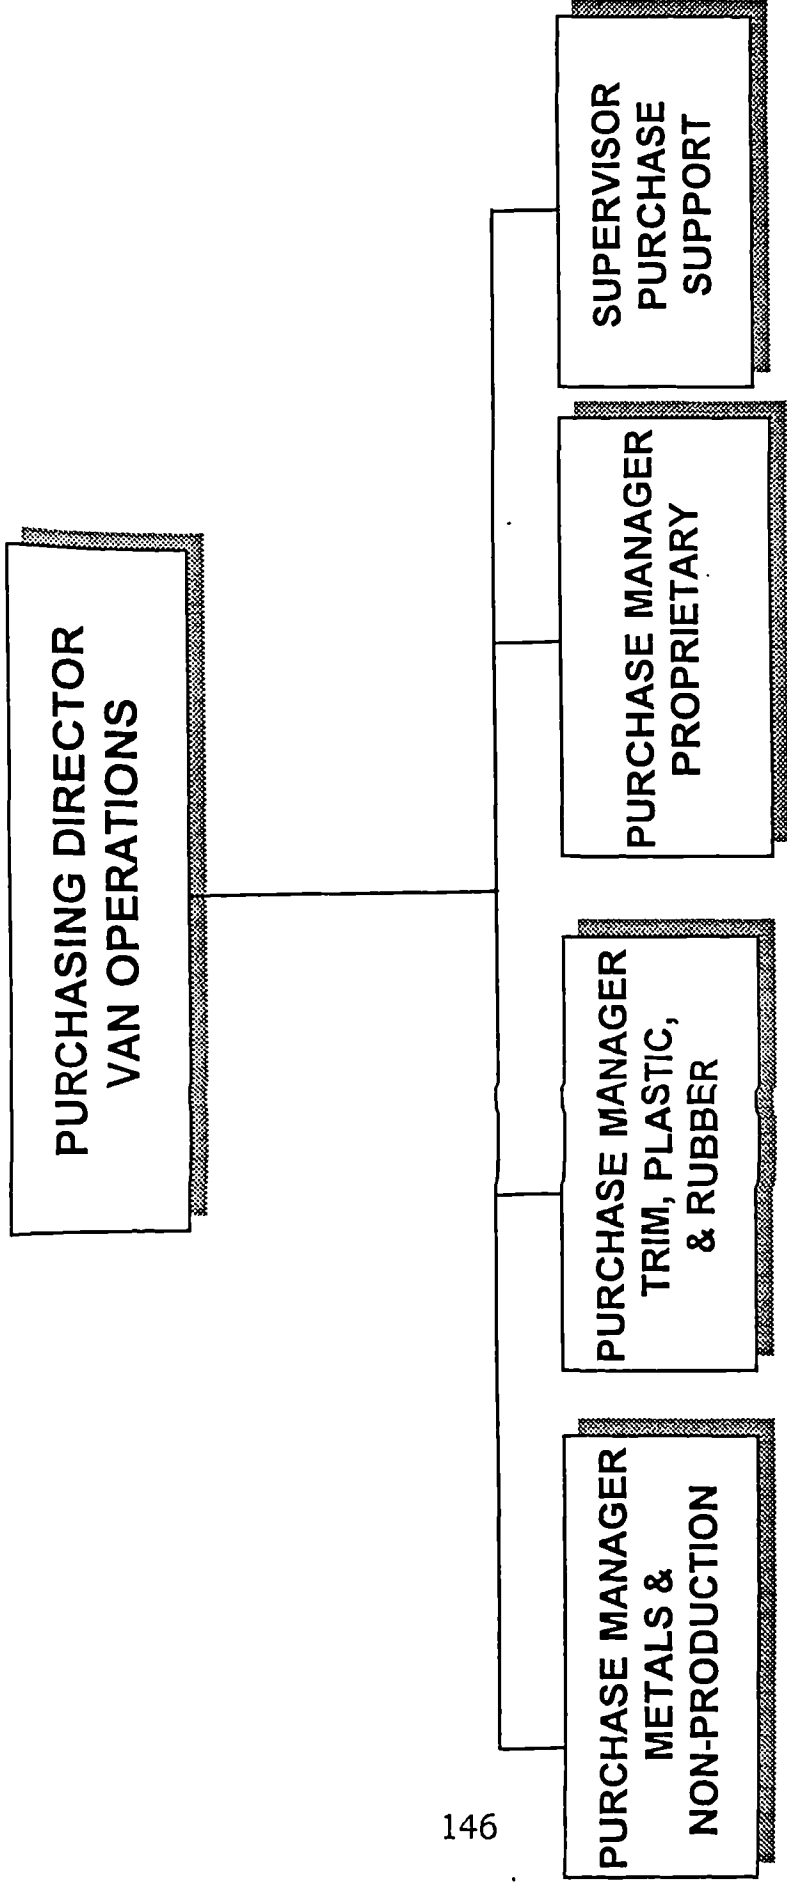 PURCHASING DIRECTOR
VAN OPERATIONS
PURCHASE MANAGER
METALS &
NON-PRODUCTION
PURCHASE MANAGER
TRIM, PLASTIC,
& RUBBER
PURCHASE MANAGER
PROPRIETARY
SUPERVISOR
PURCHASE
SUPPORT
146